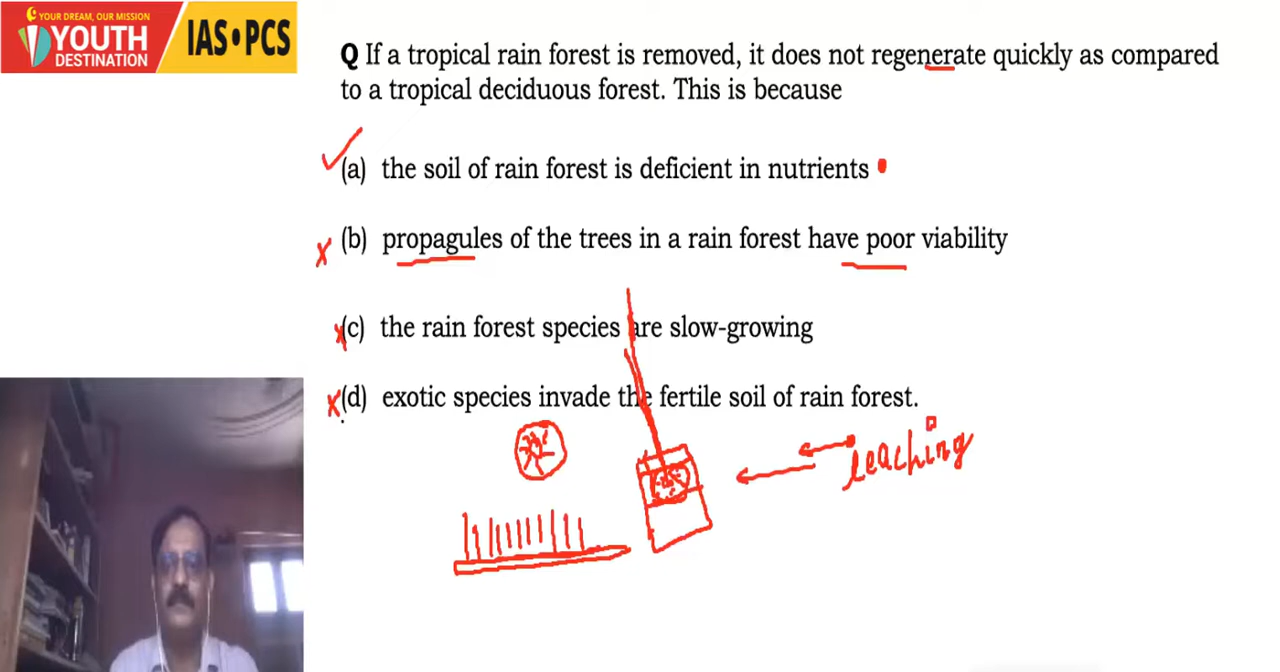 YOUR DREAM, OUR MISSION
YOUTH
DESTINATION
IAS•PCS
Q If a tropical rain forest is removed, it does not regenerate quickly as compared
to a tropical deciduous forest. This is because
(a) the soil of rain forest is deficient in nutrients
(b) propagules of the trees in a rain forest have poor viability
(c) the rain forest species are slow-growing
(d) exotic species invade the fertile soil of rain forest.
leaching